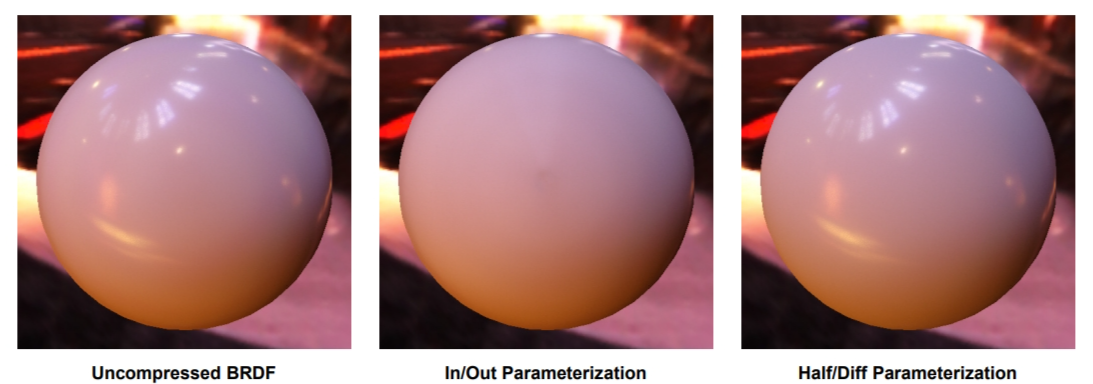 Uncompressed BRDF
In/Out Parameterization
Half/Diff Parameterization